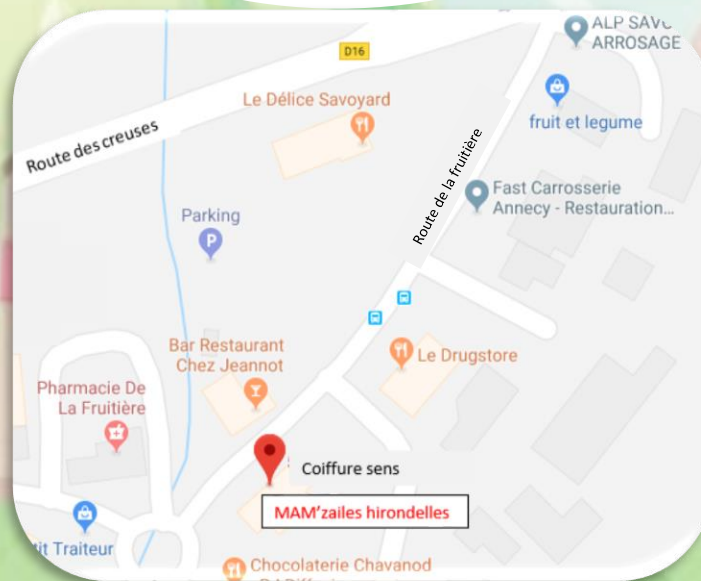 ALP SAV
ARROSAGE
D16
Le Délice Savoyard
fruit et legume
Route des creuses
Route de la fruitière
Fast Carrosserie
Annecy - Restauration...
Parking
P
Bar Restaurant
Chez Jeannot
Le Drugstore
Pharmacie De
La Fruitière
Coiffure sens
MAM'zailes hirondelles
tit Traiteur
Chocolaterie Chavanod